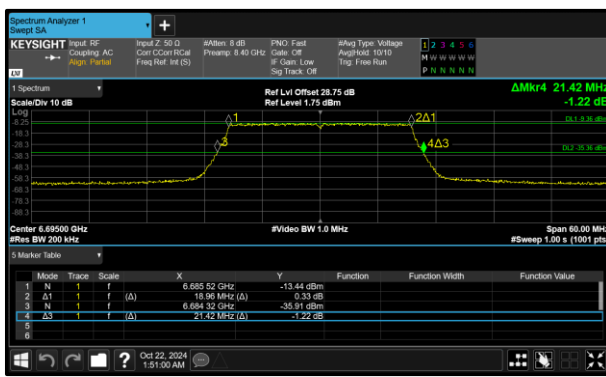 Spectrum Analyzer 1
Swept SA
KEYSIGHT Input: RF Input Z: 50 Ω #Atten: 8 dB PNO: Fast #Avg Type: Voltage 1 2 3 4 5 6
Coupling: AC Corr CCorr RCal Preamp: 8.40 GHz Gate: Off Avg|Hold: 10/10 M W W W W W
Align: Partial Freq Ref: Int (S) IF Gain: Low Trig: Free Run P N N N N N
Sig Track: Off
LXI
1 Spectrum Ref Lvl Offset 28.75 dB ΔMkr4 21.42 MHz
Scale/Div 10 dB Ref Level 1.75 dBm -1.22 dB
Log
1 2Δ1
-8.25 DL1 -9.36 dBm
-18.3
-28.3 3 4Δ3
DL2 -35.36 dBm
-38.3
-48.3
-58.3
-68.3
-78.3
-88.3
Center 6.69500 GHz #Video BW 1.0 MHz Span 60.00 MHz
#Res BW 200 kHz #Sweep 1.00 s (1001 pts)
5 Marker Table
Mode Trace Scale X Y Function Function Width Function Value
1 N 1 f 6.685 52 GHz -13.44 dBm
2 Δ1 1 f (Δ) 18.96 MHz (Δ) 0.33 dB
3 N 1 f 6.684 32 GHz -35.91 dBm
4 Δ3 1 f (Δ) 21.42 MHz (Δ) -1.22 dB
5
6
? Oct 22, 2024
1:51:00 AM